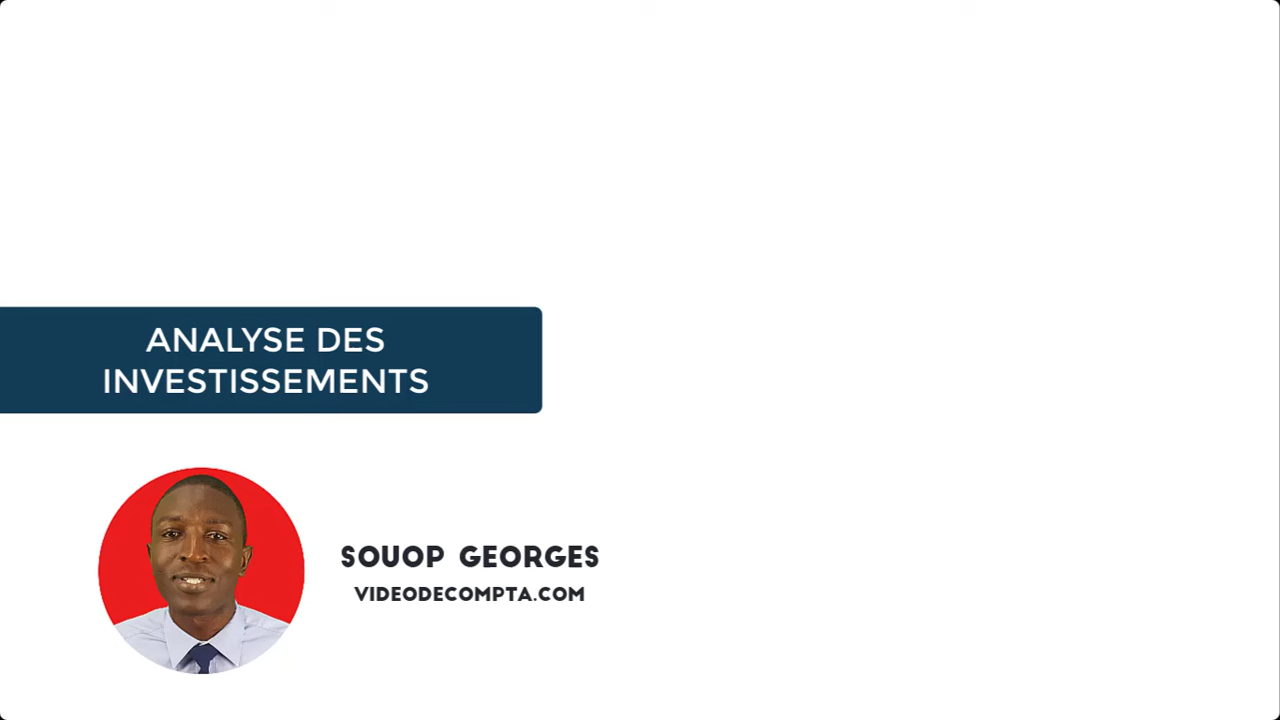 ANALYSE DES
INVESTISSEMENTS
SOUOP GEORGES
VIDEODECOMPTA.COM